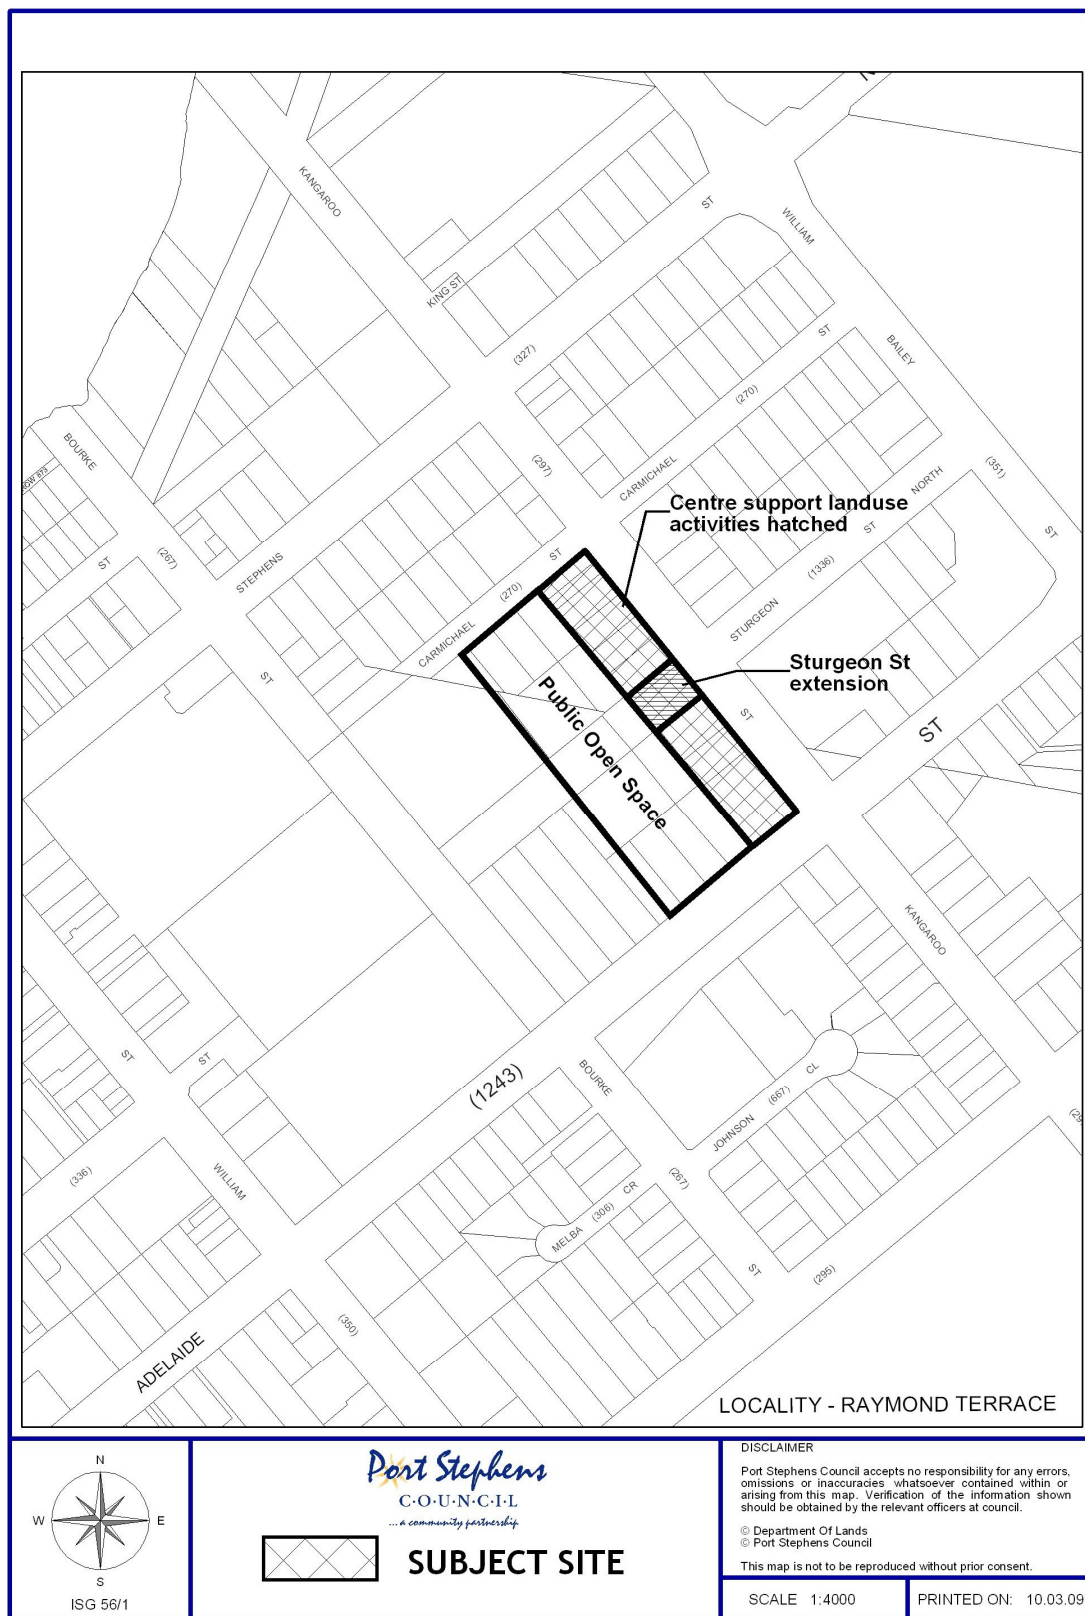 KANGAROO
ST
WILLIAM
KING ST
(327)
ST
BAILEY
(270)
BOURKE
ROW 873
(297)
CARMICHAEL
NORTH
(351)
Centre support landuse
activities hatched
ST
ST
ST
(267)
STEPHENS
ST
(1336)
(270)
STURGEON
CARMICHAEL
Sturgeon St
extension
ST
Public Open Space
ST
ST
KANGAROO
ST
ST
(1243)
BOURKE
CL
(667)
JOHNSON
(336)
WILLIAM
(267)
CR
(306)
MELBA
ST
(295)
(350)
ADELAIDE
LOCALITY - RAYMOND TERRACE
N
W
E
S
ISG 56/1
Port Stephens
C·O·U·N·C·I·L
... a community partnership
SUBJECT SITE
DISCLAIMER
Port Stephens Council accepts no responsibility for any errors,
omissions or inaccuracies whatsoever contained within or
arising from this map. Verification of the information shown
should be obtained by the relevant officers at council.
© Department Of Lands
© Port Stephens Council
This map is not to be reproduced without prior consent.
SCALE 1:4000
PRINTED ON: 10.03.09